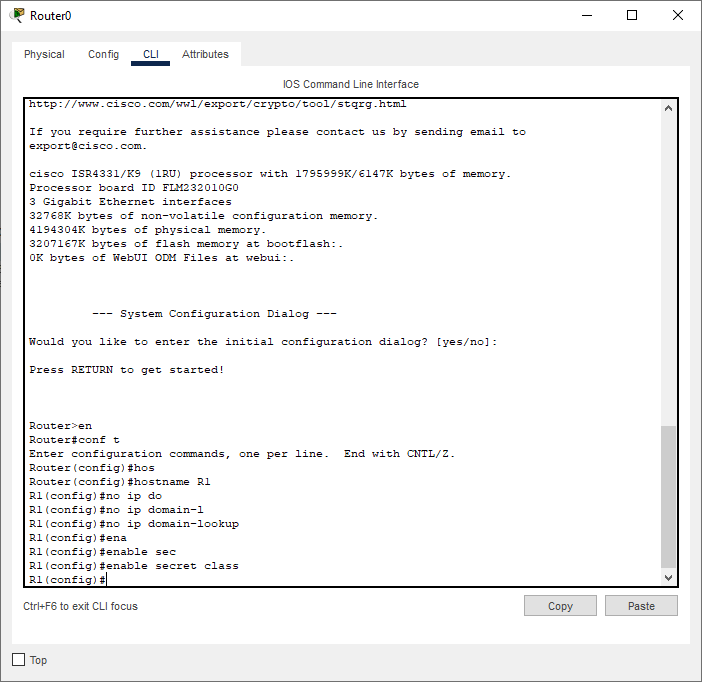 Router0
Physical Config CLI Attributes
IOS Command Line Interface
http://www.cisco.com/wwl/export/crypto/tool/stqrg.html
If you require further assistance please contact us by sending email to
export@cisco.com.
cisco ISR4331/K9 (1RU) processor with 1795999K/6147K bytes of memory.
Processor board ID FLM232010G0
3 Gigabit Ethernet interfaces
32768K bytes of non-volatile configuration memory.
4194304K bytes of physical memory.
3207167K bytes of flash memory at bootflash:.
0K bytes of WebUI ODM Files at webui:.
--- System Configuration Dialog ---
Would you like to enter the initial configuration dialog? [yes/no]:
Press RETURN to get started!
Router>en
Router#conf t
Enter configuration commands, one per line.  End with CNTL/Z.
Router(config)#hos
Router(config)#hostname R1
R1(config)#no ip do
R1(config)#no ip domain-l
R1(config)#no ip domain-lookup
R1(config)#ena
R1(config)#enable sec
R1(config)#enable secret class
R1(config)#
Ctrl+F6 to exit CLI focus
Copy Paste
Top